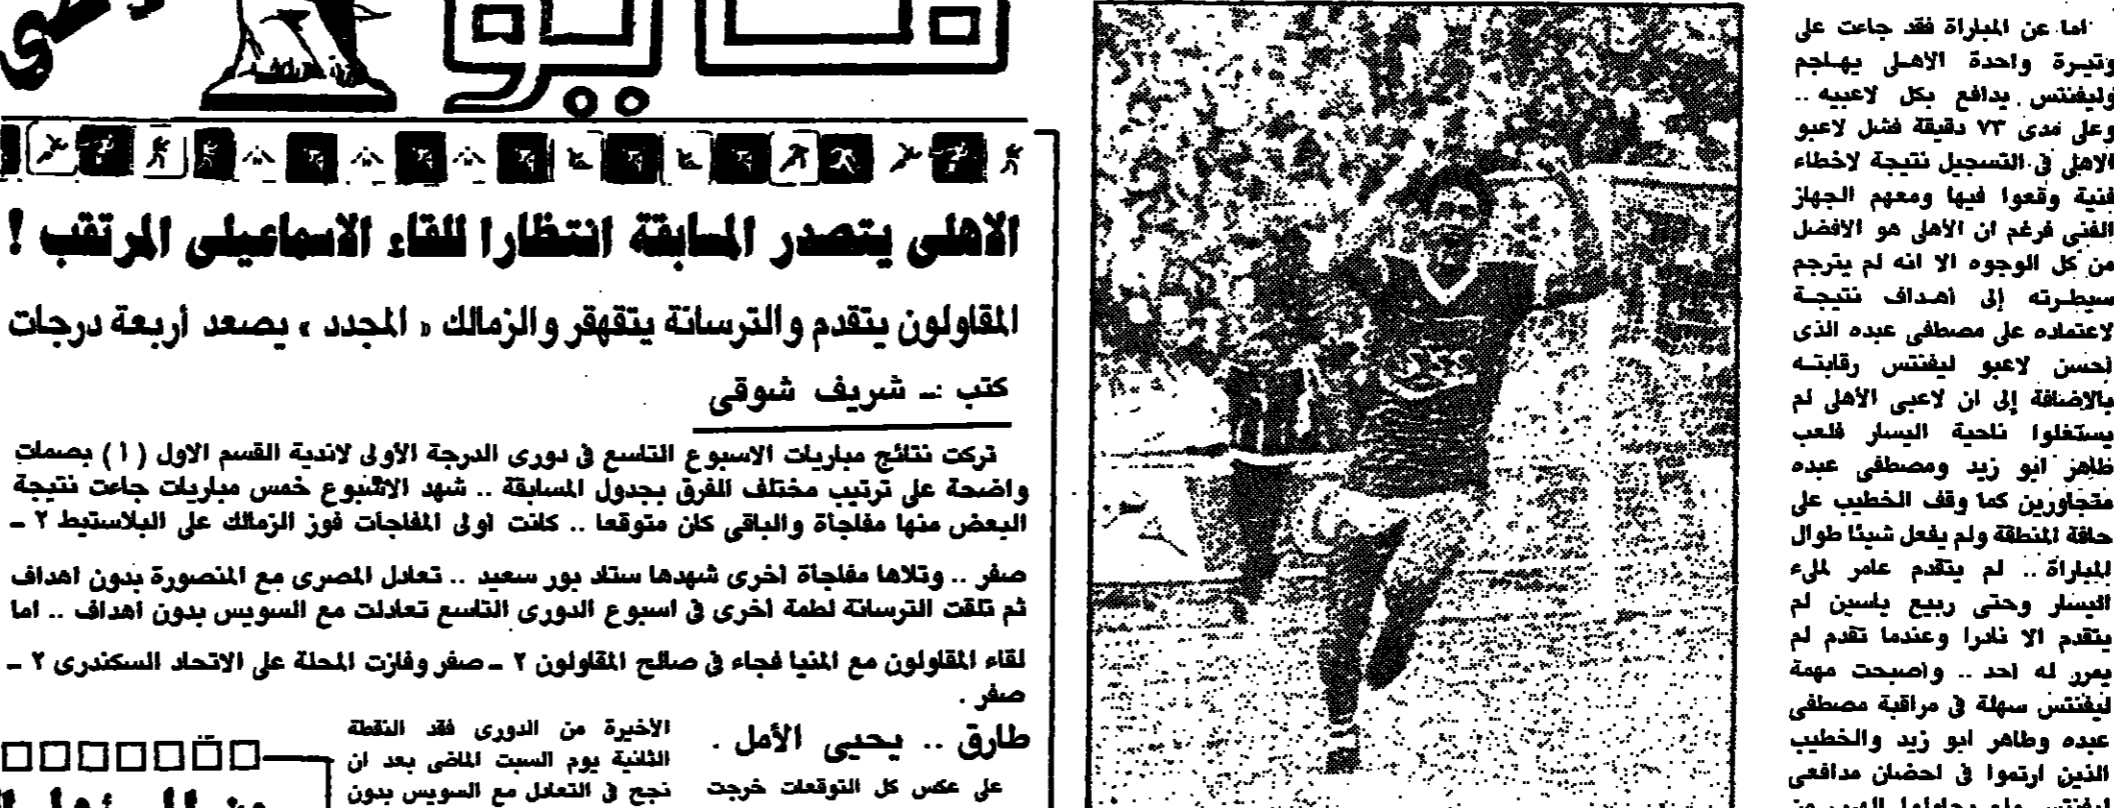 اما عن المباراة فقد جاءت على
وتيرة واحدة الاهلى يهاجم
وليفنتس يدافع بكل لاعبيه ..
وعلى مدى ٧٣ دقيقة فشل لاعبو
الاهلى فى التسجيل نتيجة لاخطاء
فنية وقعوا فيها ومعهم الجهاز
الفنى فرغم ان الأهلى هو الافضل
من كل الوجوه الا انه لم يترجم
سيطرته إلى أهداف نتيجة
لاعتماده على مصطفى عبده الذى
احسن لاعبو ليفنتس رقابته
بالإضافة إلى ان لاعبى الأهلى لم
يستغلوا ناحية اليسار فلعب
طاهر ابو زيد ومصطفى عبده
متجاورين كما وقف الخطيب على
حافة المنطقة ولم يفعل شيئا طوال
المباراة .. لم يتقدم عامر لملء
اليسار وحتى ربيع ياسين لم
يتقدم الا نادرا وعندما تقدم لم
يمرر له احد .. وأصبحت مهمة
ليفنتس سهلة فى مراقبة مصطفى
عبده وطاهر ابو زيد والخطيب
الذين ارتموا فى احضان مدافعى
الاهلى يتصدر المسابقة انتظارا للقاء الاسماعيلى المرتقب !
المقاولون يتقدم والترسانة يتقهقر والزمالك « المجدد » يصعد أربعة درجات
كتب :ـ شريف شوقى
تركت نتائج مباريات الاسبوع التاسع فى دورى الدرجة الأولى لاندية القسم الاول ( ا ) بصمات
واضحة على ترتيب مختلف الفرق بجدول المسابقة .. شهد الاسبوع خمس مباريات جاءت نتيجة
البعض منها مفاجأة والباقى كان متوقعا .. كانت أولى المفاجآت فوز الزمالك على البلاستيك ٢ ـ
صفر .. وتلاها مفاجأة أخرى شهدها ستاد بور سعيد .. تعادل المصرى مع المنصورة بدون اهداف
ثم تلقت الترسانة لطمة أخرى فى اسبوع الدورى التاسع تعادلت مع السويس بدون أهداف .. اما
لقاء المقاولون مع المنيا فجاء فى صالح المقاولون ٢ ـ صفر وفازت المحلة على الاتحاد السكندرى ٢ ـ
صفر .
طارق .. يحيى الأمل .
على عكس كل التوقعات خرجت
الأخيرة من الدورى فقد النقطة
الثانية يوم السبت الماضى بعد ان
نجح فى التعادل مع السويس بدون